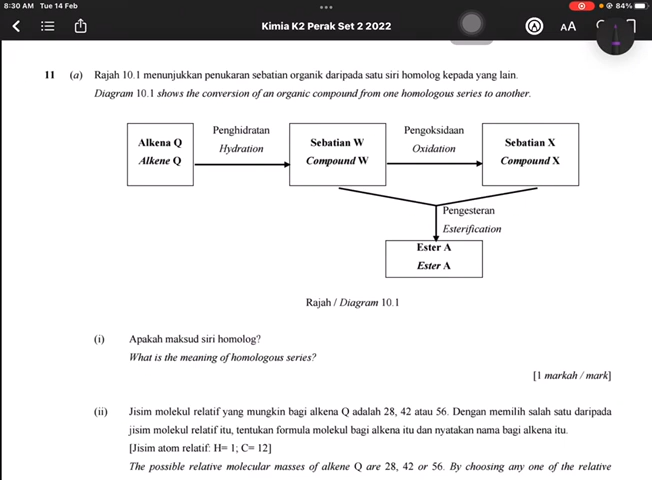 8:30 AM Tue 14 Feb
84%
Kimia K2 Perak Set 2 2022
AA
11 (a) Rajah 10.1 menunjukkan penukaran sebatian organik daripada satu siri homolog kepada yang lain.
Diagram 10.1 shows the conversion of an organic compound from one homologous series to another.
Alkena Q
Alkene Q
Penghidratan
Hydration
Sebatian W
Compound W
Pengoksidaan
Oxidation
Sebatian X
Compound X
Pengesteran
Esterification
Ester A
Ester A
Rajah / Diagram 10.1
(i) Apakah maksud siri homolog?
What is the meaning of homologous series?
[1 markah / mark]
(ii) Jisim molekul relatif yang mungkin bagi alkena Q adalah 28, 42 atau 56. Dengan memilih salah satu daripada
jisim molekul relatif itu, tentukan formula molekul bagi alkena itu dan nyatakan nama bagi alkena itu.
[Jisim atom relatif: H= 1; C= 12]
The possible relative molecular masses of alkene Q are 28, 42 or 56. By choosing any one of the relative